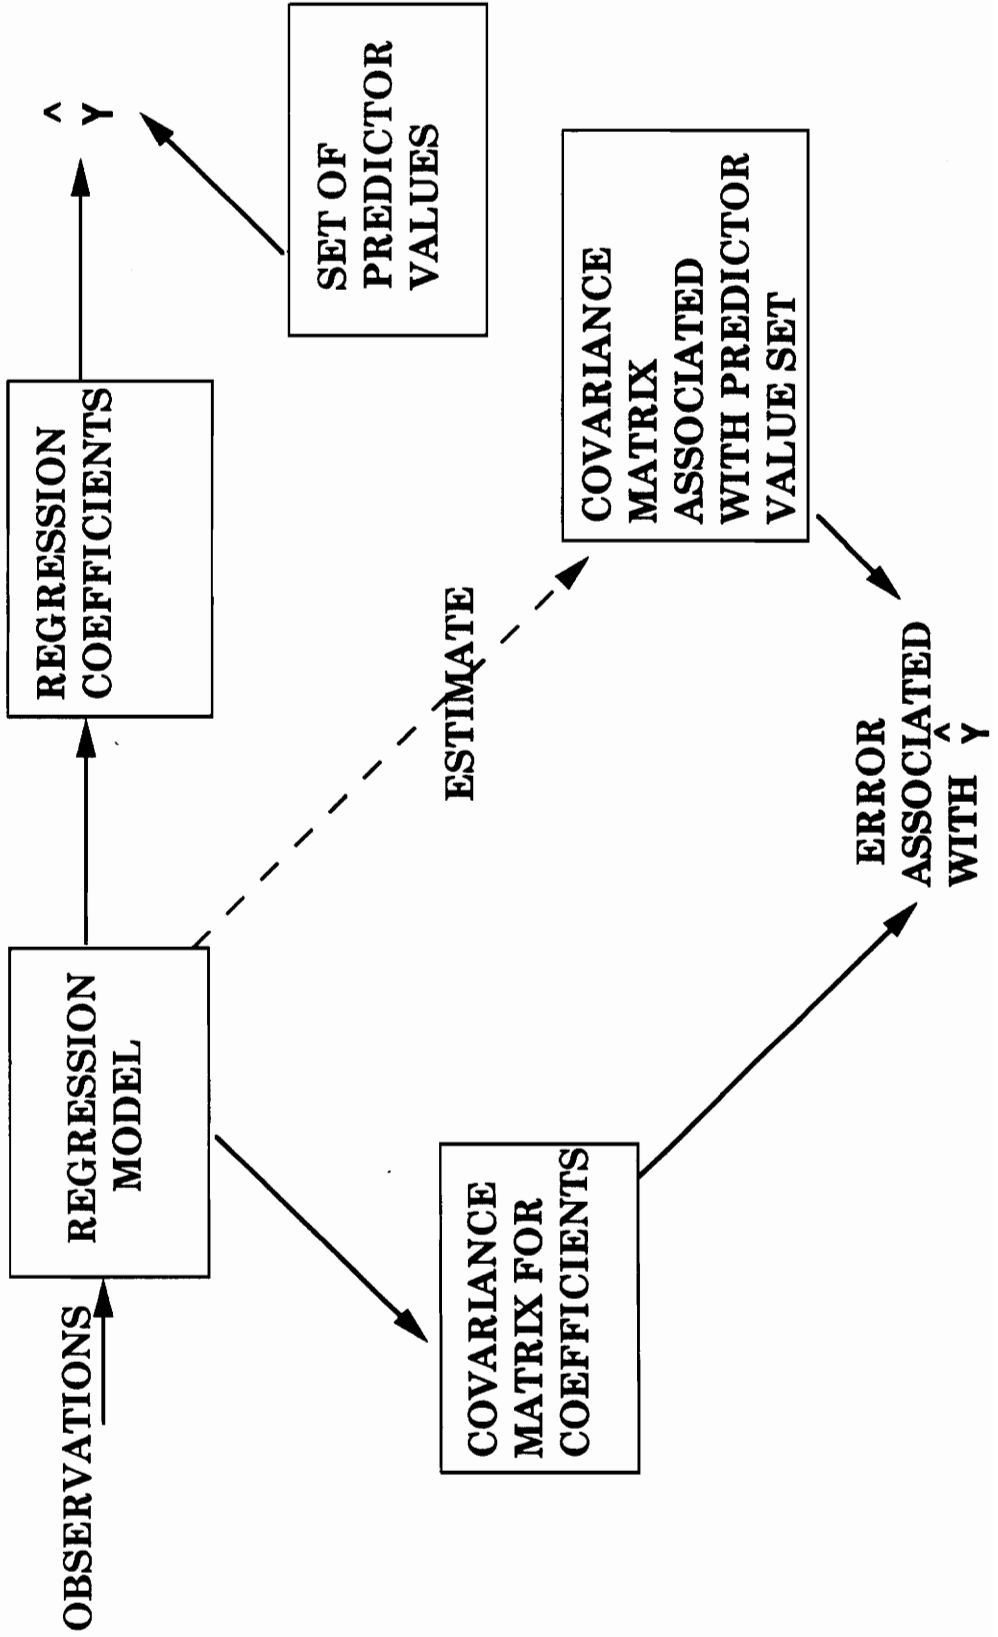 OBSERVATIONS
REGRESSION
MODEL
REGRESSION
COEFFICIENTS
^
Y
SET OF
PREDICTOR
VALUES
ESTIMATE
COVARIANCE
MATRIX FOR
COEFFICIENTS
COVARIANCE
MATRIX
ASSOCIATED
WITH PREDICTOR
VALUE SET
ERROR
ASSOCIATED
WITH Ŷ